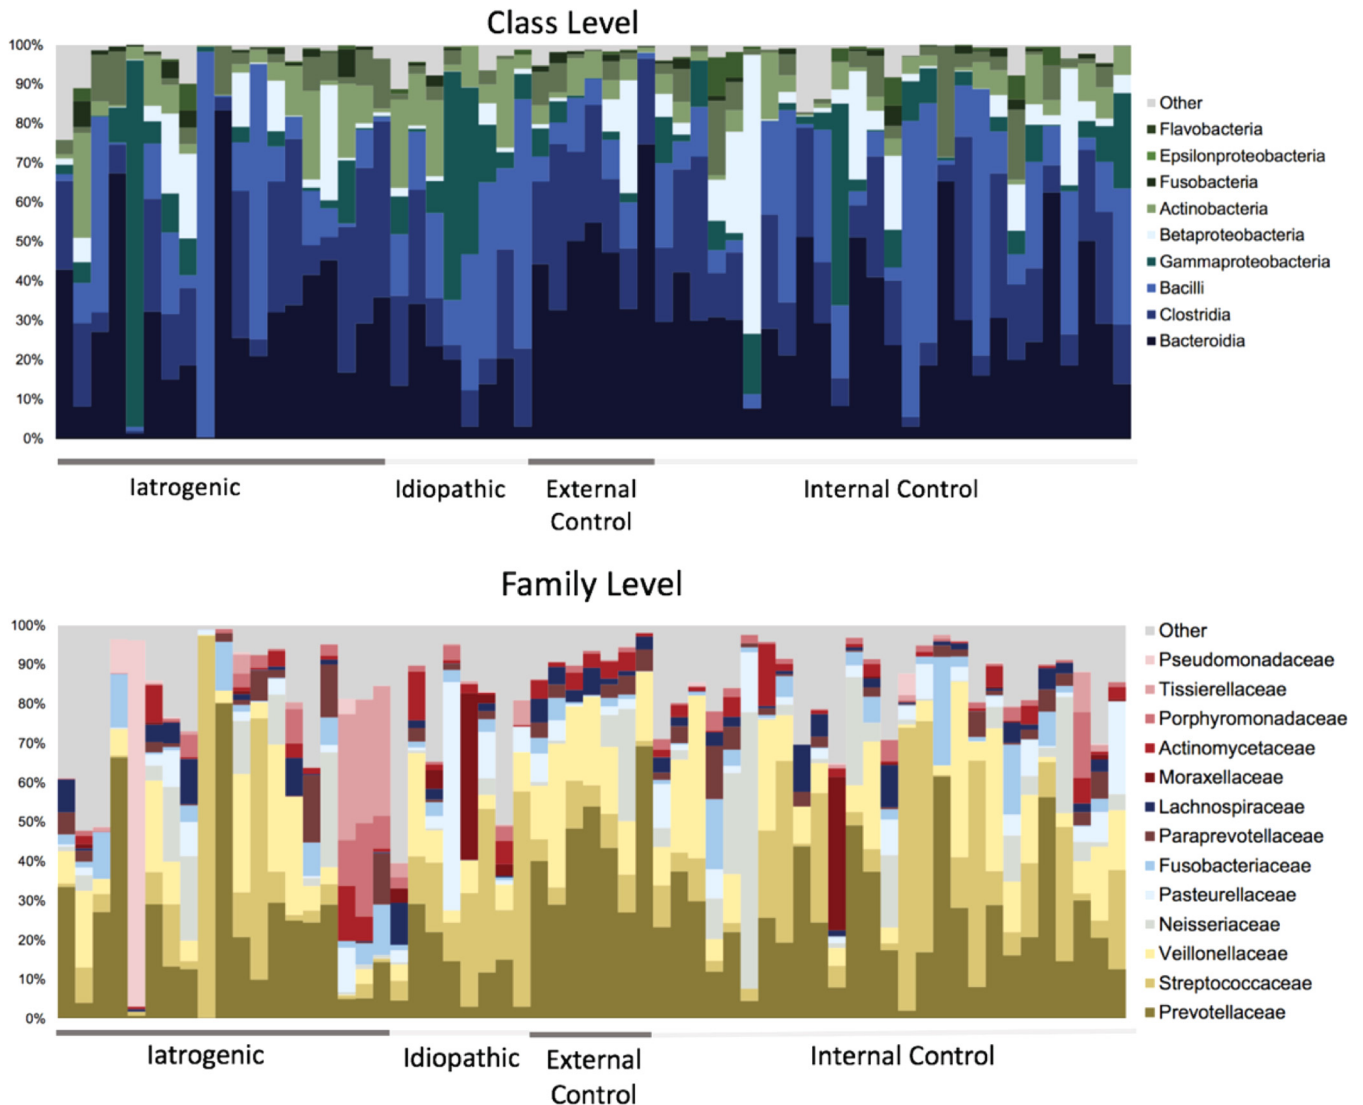 Class Level
100%
90%
80%
70%
60%
50%
40%
30%
20%
10%
0%
Other
Flavobacteria
Epsilonproteobacteria
Fusobacteria
Actinobacteria
Betaproteobacteria
Gammaproteobacteria
Bacilli
Clostridia
Bacteroidia
Iatrogenic
Idiopathic
External
Control
Internal Control
Family Level
100%
90%
80%
70%
60%
50%
40%
30%
20%
10%
0%
Other
Pseudomonadaceae
Tissierellaceae
Porphyromonadaceae
Actinomycetaceae
Moraxellaceae
Lachnospiraceae
Paraprevotellaceae
Fusobacteriaceae
Pasteurellaceae
Neisseriaceae
Veillonellaceae
Streptococcaceae
Prevotellaceae
Iatrogenic
Idiopathic
External
Control
Internal Control